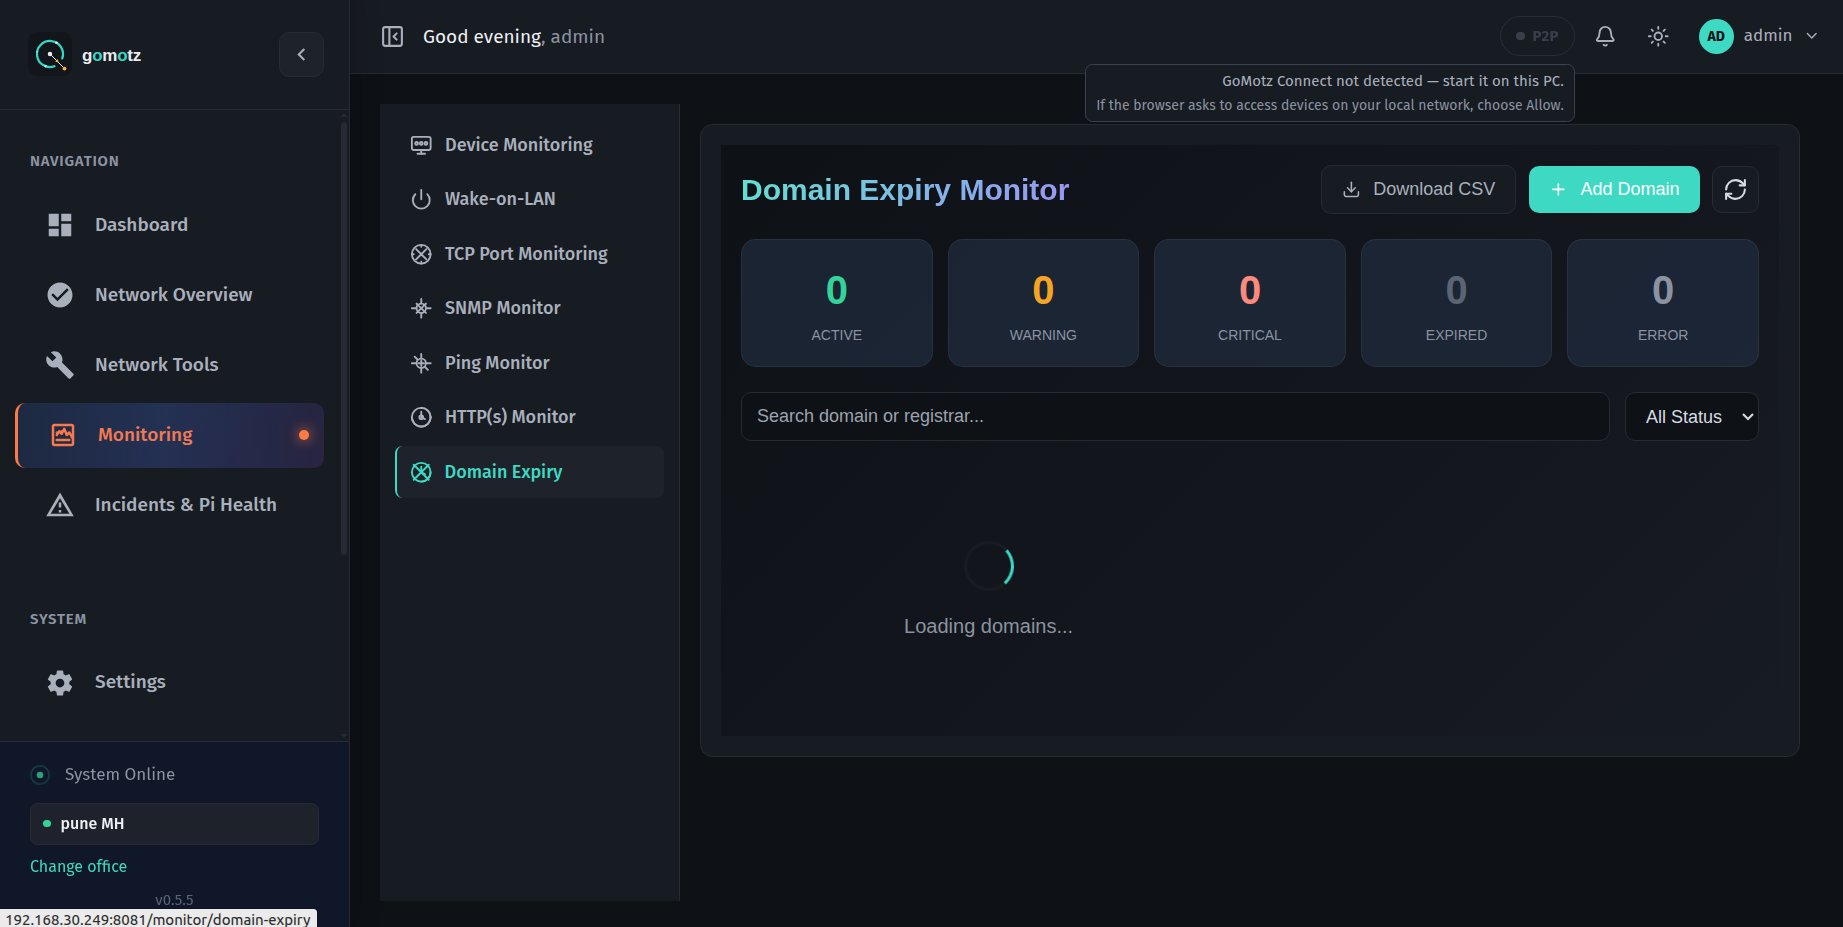 gomotz
Good evening, admin
P2P
AD
admin
GoMotz Connect not detected — start it on this PC.
If the browser asks to access devices on your local network, choose Allow.
NAVIGATION
Dashboard
Network Overview
Network Tools
Monitoring
Incidents & Pi Health
SYSTEM
Settings
System Online
pune MH
Change office
v0.5.5
192.168.30.249:8081/monitor/domain-expiry
Device Monitoring
Wake-on-LAN
TCP Port Monitoring
SNMP Monitor
Ping Monitor
HTTP(s) Monitor
Domain Expiry
Domain Expiry Monitor
Download CSV
+ Add Domain
0
ACTIVE
0
WARNING
0
CRITICAL
0
EXPIRED
0
ERROR
Search domain or registrar...
All Status
Loading domains...